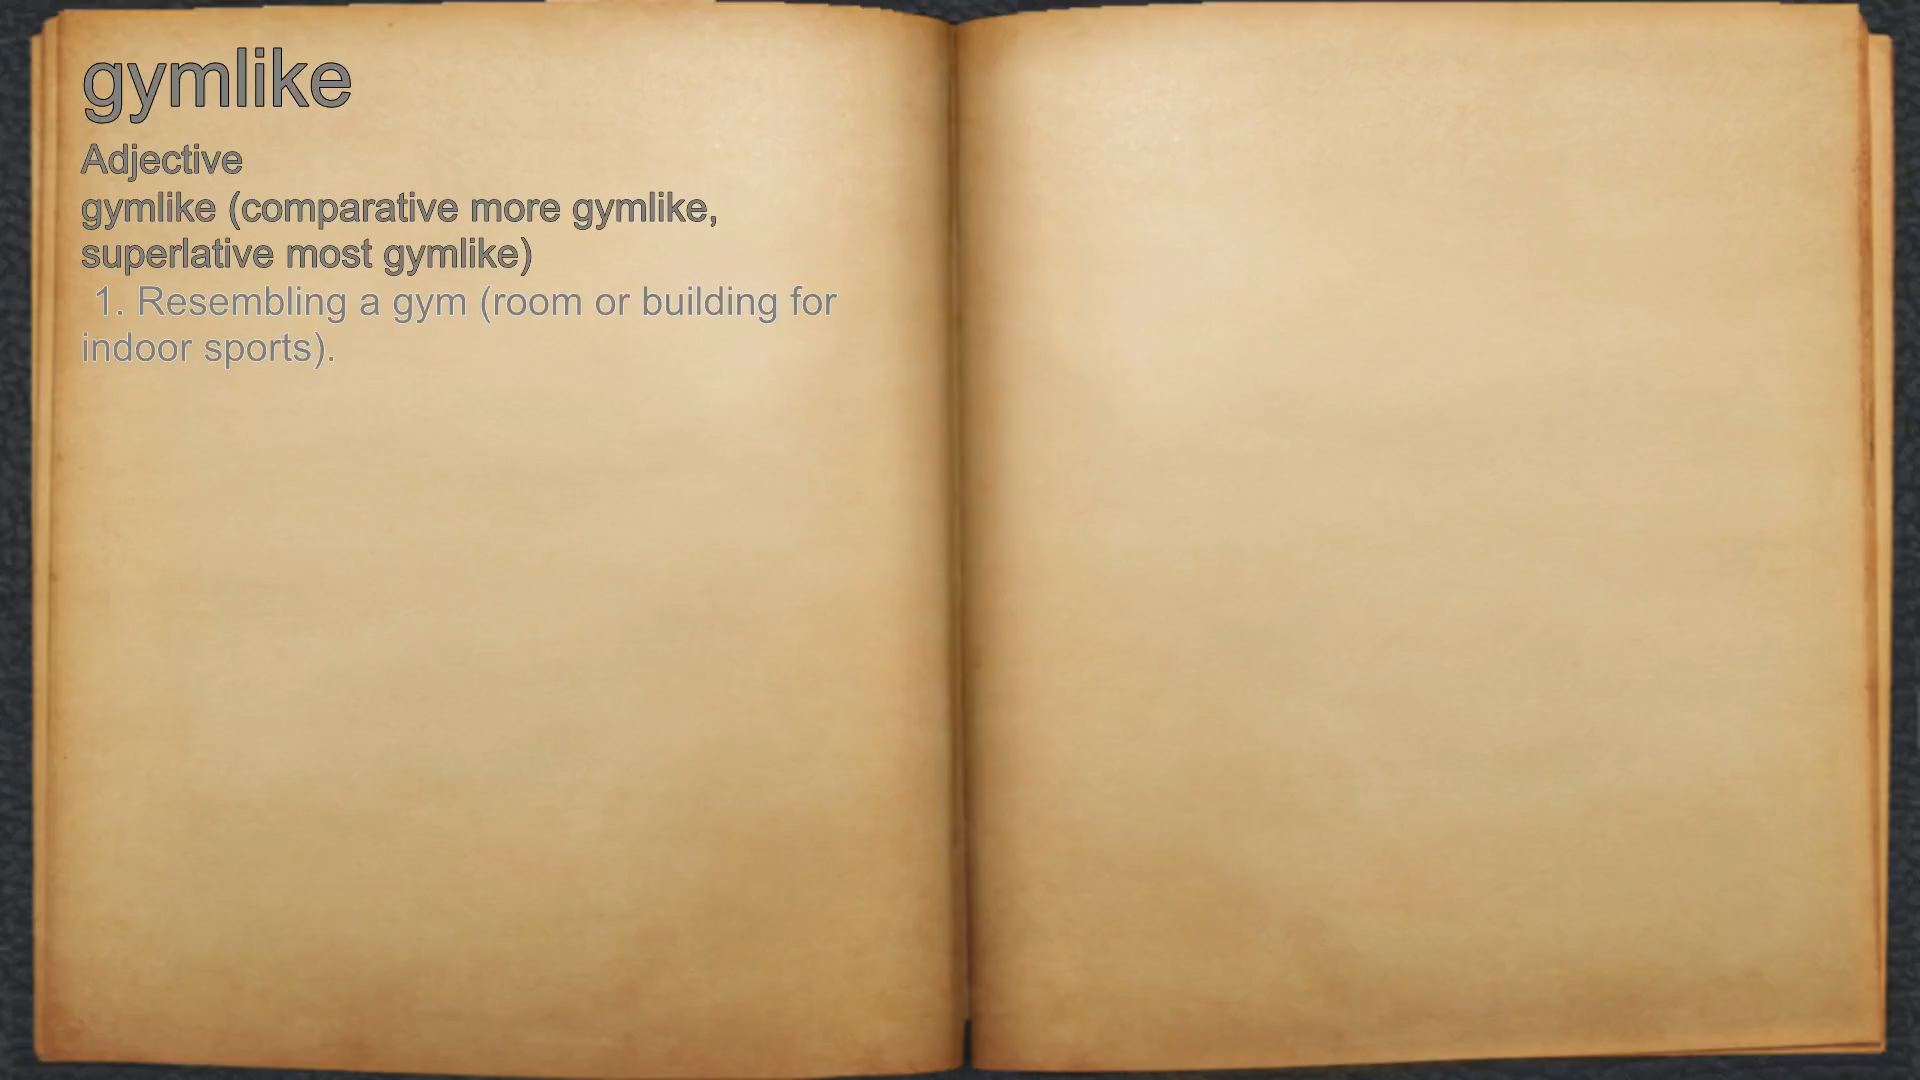 gymlike
Adjective
gymlike (comparative more gymlike,
superlative most gymlike)
1. Resembling a gym (room or building for
indoor sports).